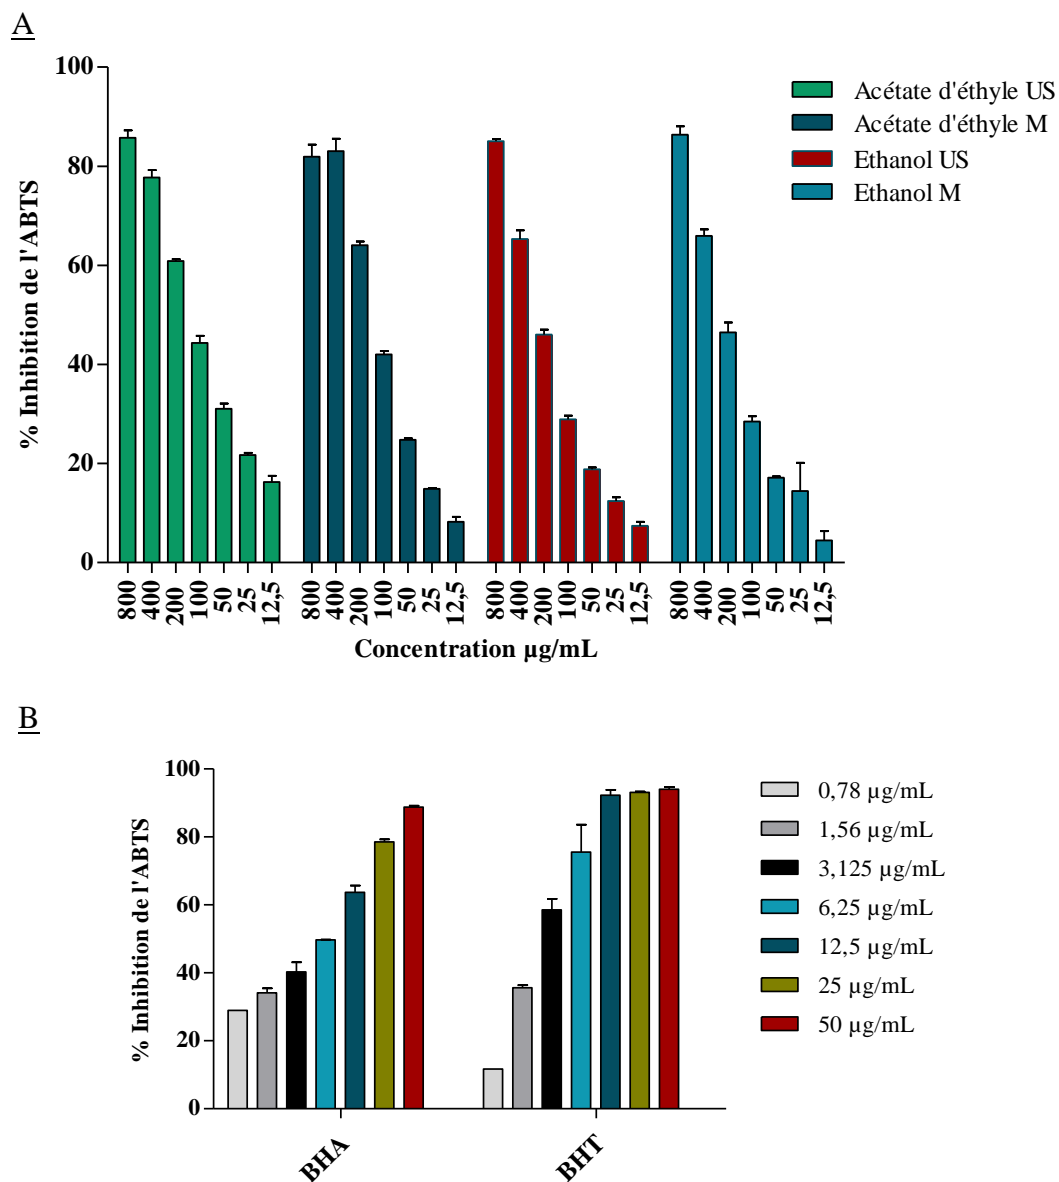 A
100
80
60
40
20
0
% Inhibition de l'ABTS
800 400 200 100 50 25 12,5 800 400 200 100 50 25 12,5 800 400 200 100 50 25 12,5 800 400 200 100 50 25 12,5
Concentration µg/mL
Acétate d'éthyle US
Acétate d'éthyle M
Ethanol US
Ethanol M
B
100
80
60
40
20
0
% Inhibition de l'ABTS
BHA
BHT
0,78 µg/mL
1,56 µg/mL
3,125 µg/mL
6,25 µg/mL
12,5 µg/mL
25 µg/mL
50 µg/mL